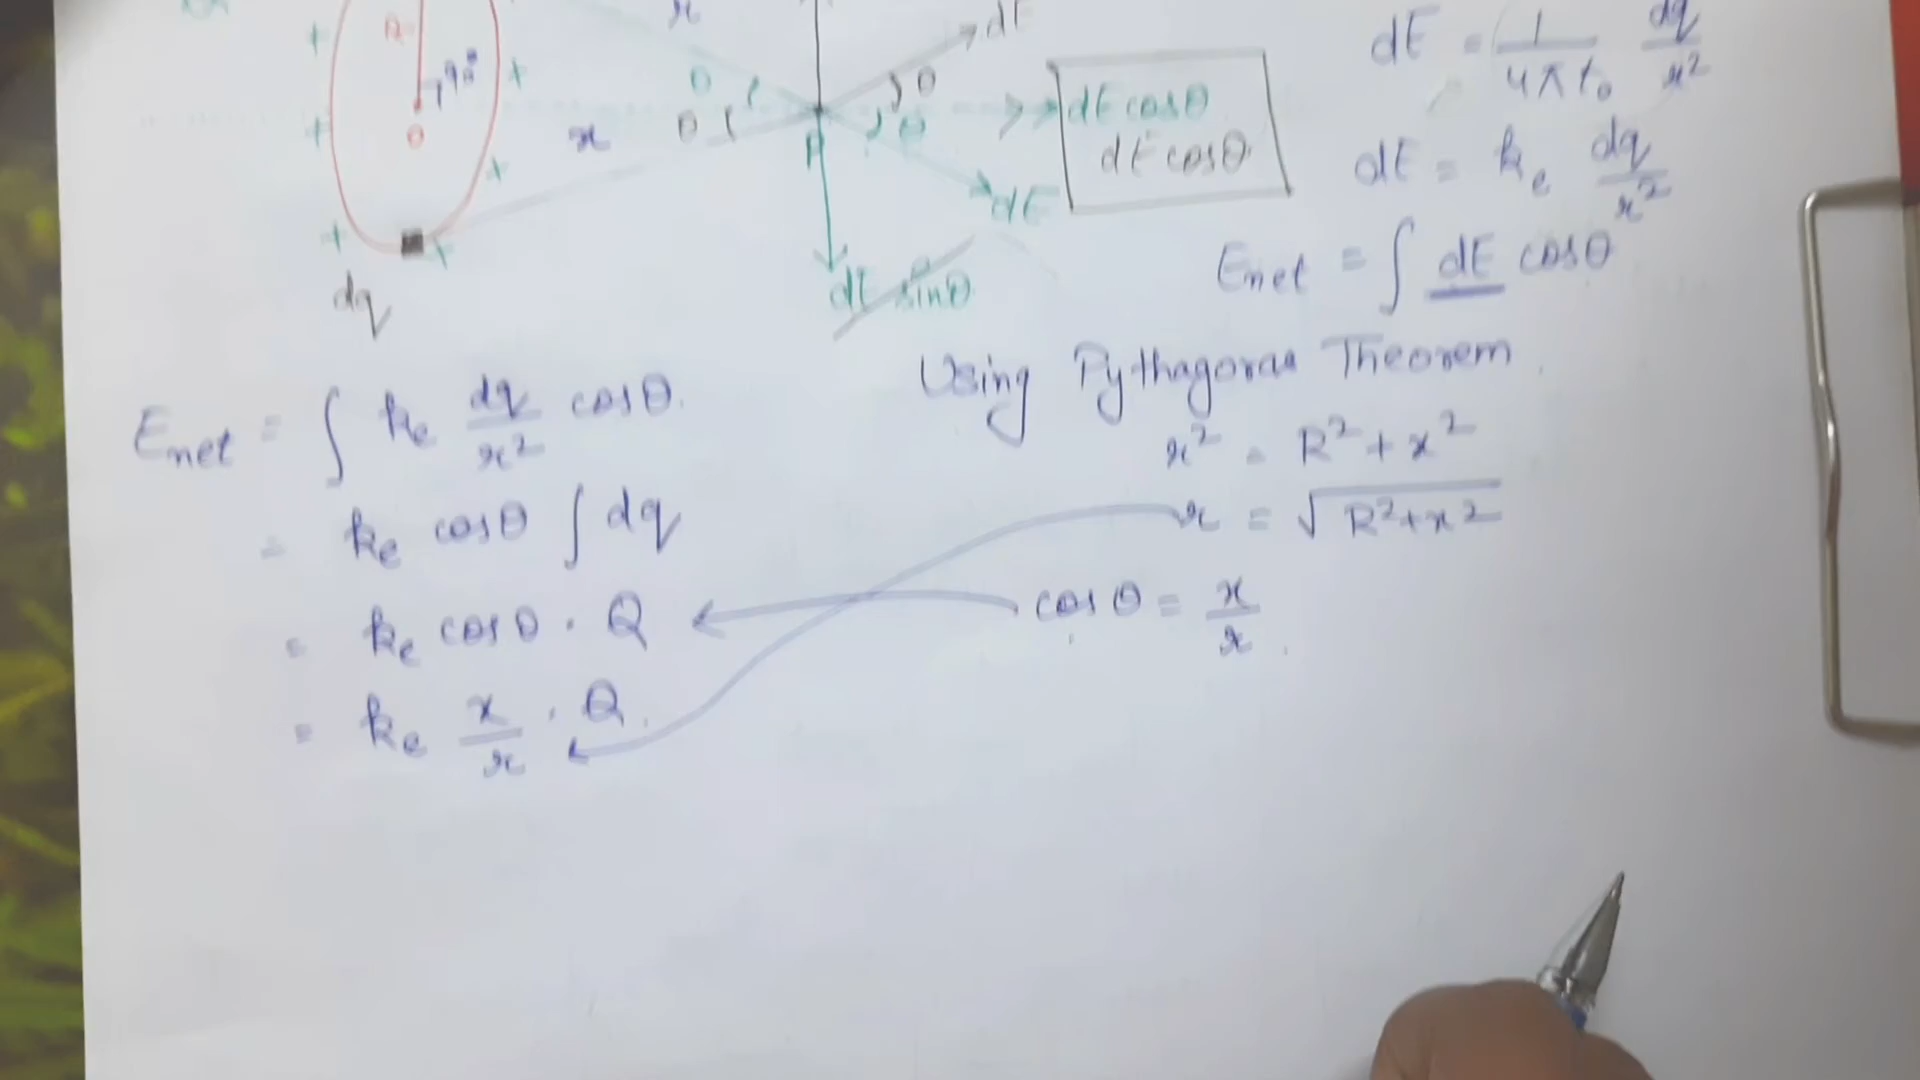 R
r
dE
90°
θ
θ
θ
dE cosθ
dE cosθ
O
x
θ
P
dE
dq
dE sinθ
dE = 1/4πε₀ dq/r²
dE = ke dq/r²
Enet = ∫ dE cosθ
Using Pythagoras Theorem.
r² = R² + x²
r = √R²+x²
cosθ = x/r.
Enet = ∫ ke dq/r² cosθ.
= ke cosθ ∫ dq
= ke cosθ . Q
= ke x/r . Q.